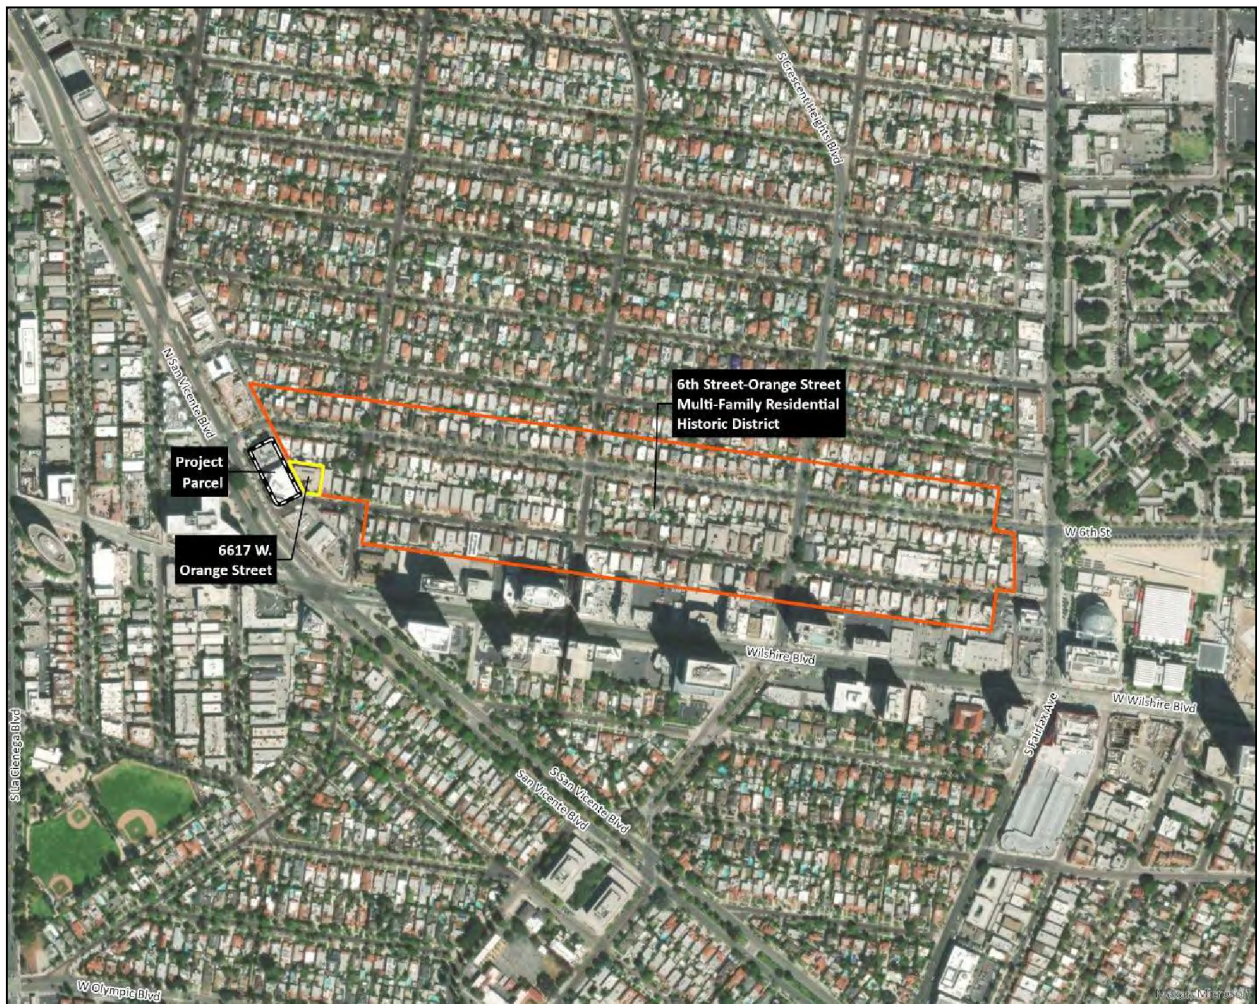 S Crescent Heights Blvd
N San Vicente Blvd
6th Street-Orange Street
Multi-Family Residential
Historic District
Project
Parcel
6617 W.
Orange Street
W 6th St
Wilshire Blvd
W Wilshire Blvd
S Fairfax Ave
S La Cienega Blvd
S San Vicente Blvd
San Vicente Blvd
W Olympic Blvd